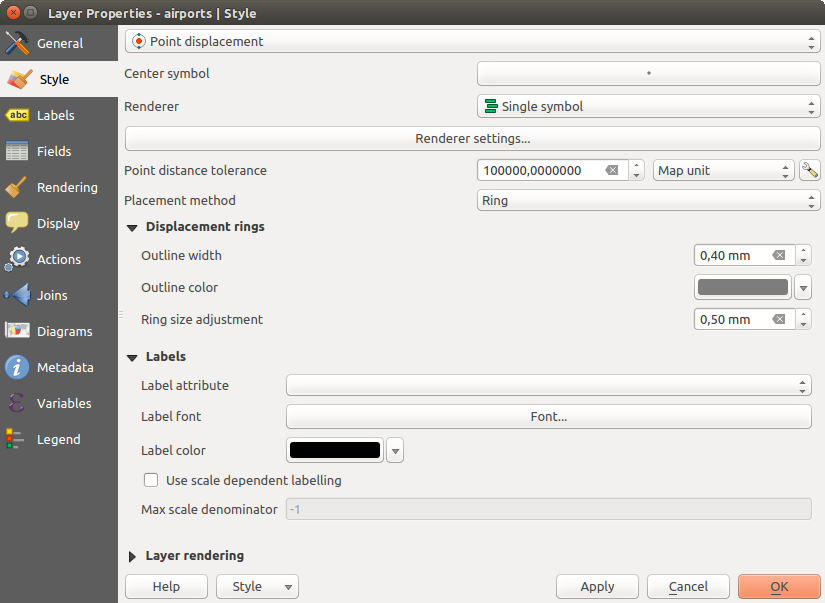 Layer Properties - airports | Style
General
Style
abc Labels
Fields
Rendering
Display
Actions
Joins
Diagrams
Metadata
Variables
Legend
Point displacement
Center symbol
Renderer Single symbol
Renderer settings...
Point distance tolerance 100000,0000000 Map unit
Placement method Ring
Displacement rings
Outline width 0,40 mm
Outline color
Ring size adjustment 0,50 mm
Labels
Label attribute
Label font Font...
Label color
Use scale dependent labelling
Max scale denominator -1
Layer rendering
Help Style Apply Cancel OK